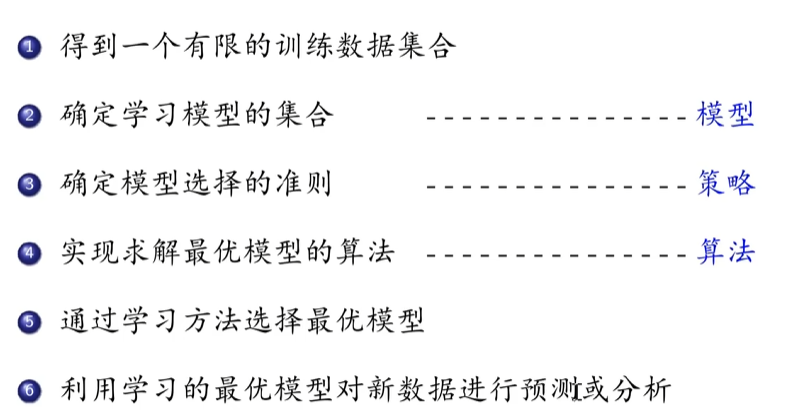 1 得到一个有限的训练数据集合
2 确定学习模型的集合 --------------- 模型
3 确定模型选择的准则 --------------- 策略
4 实现求解最优模型的算法 --------------- 算法
5 通过学习方法选择最优模型
6 利用学习的最优模型对新数据进行预测或分析